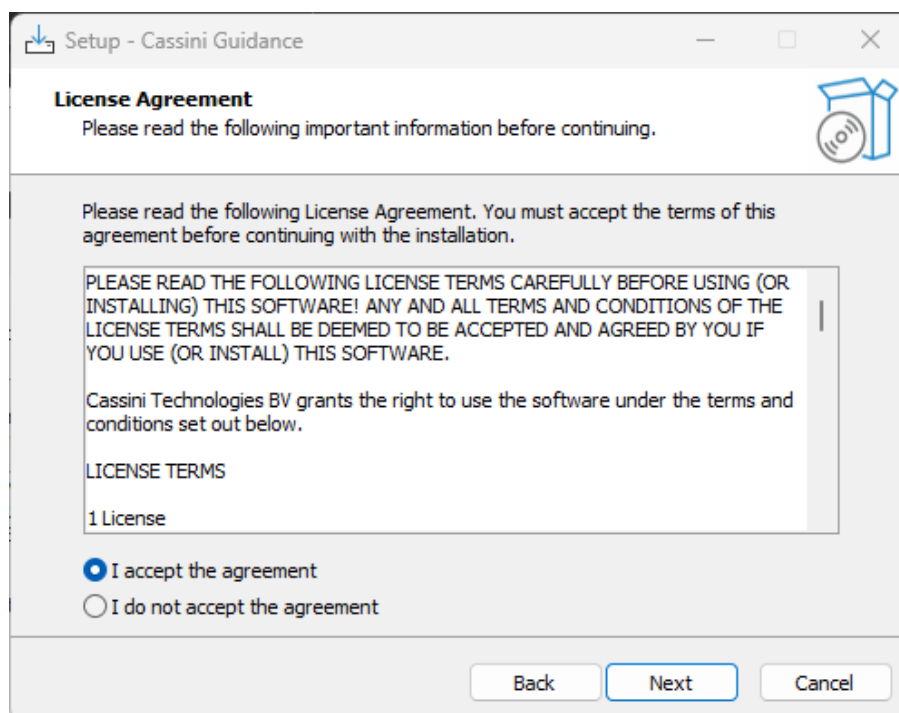 Setup - Cassini Guidance
License Agreement
Please read the following important information before continuing.
Please read the following License Agreement. You must accept the terms of this
agreement before continuing with the installation.
PLEASE READ THE FOLLOWING LICENSE TERMS CAREFULLY BEFORE USING (OR
INSTALLING) THIS SOFTWARE! ANY AND ALL TERMS AND CONDITIONS OF THE
LICENSE TERMS SHALL BE DEEMED TO BE ACCEPTED AND AGREED BY YOU IF
YOU USE (OR INSTALL) THIS SOFTWARE.
Cassini Technologies BV grants the right to use the software under the terms and
conditions set out below.
LICENSE TERMS
1 License
I accept the agreement
I do not accept the agreement
Back Next Cancel